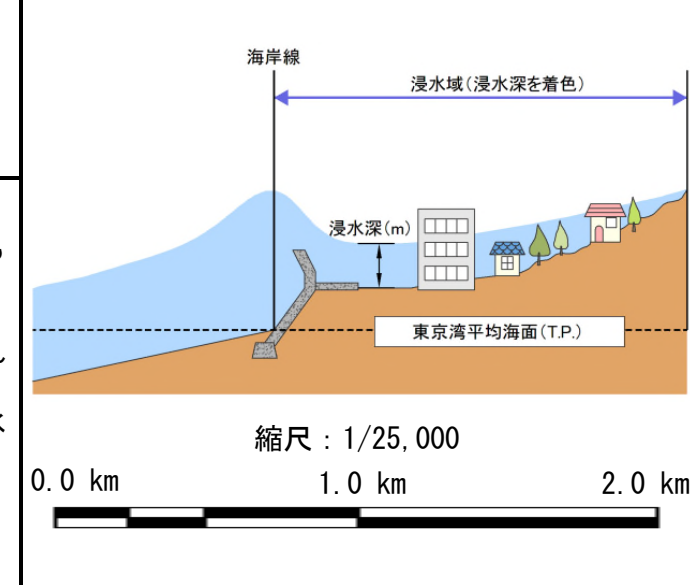 海岸線
浸水域（浸水深を着色）
浸水深（m）
東京湾平均海面（T.P.）
縮尺：1/25,000
0.0 km 1.0 km 2.0 km